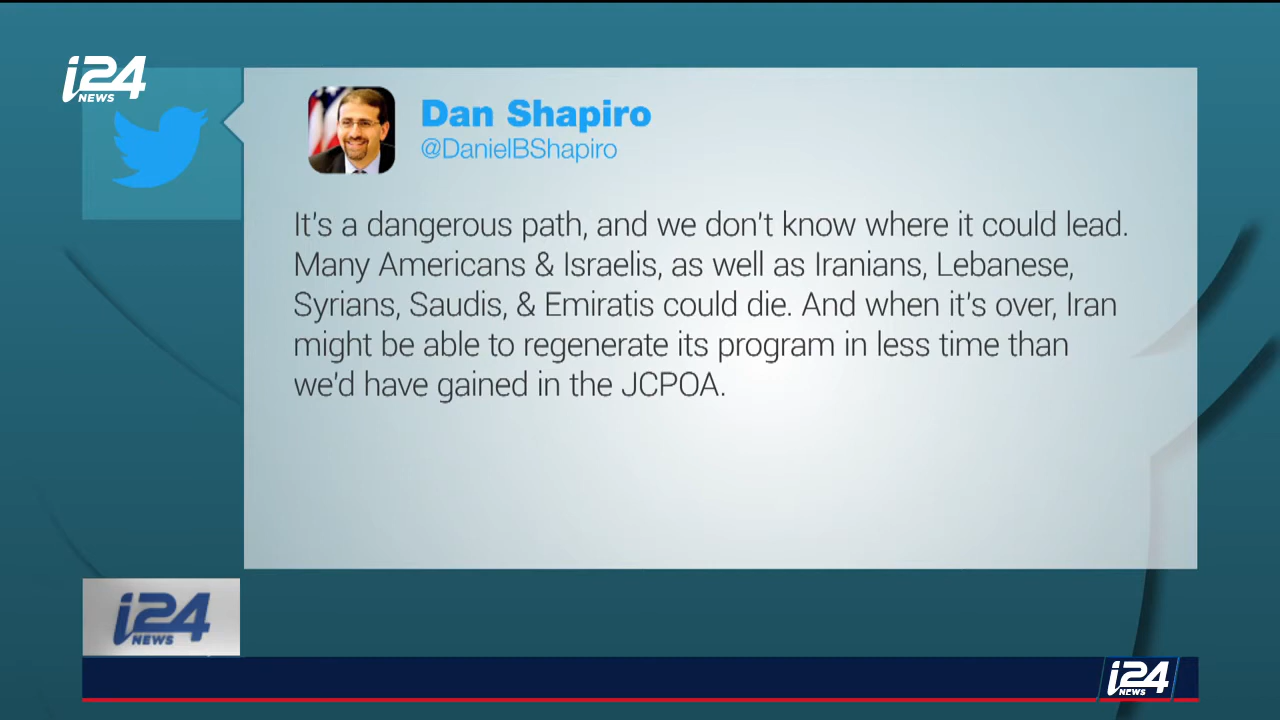 i24
NEWS
Dan Shapiro
@DanielBShapiro
It's a dangerous path, and we don't know where it could lead.
Many Americans & Israelis, as well as Iranians, Lebanese,
Syrians, Saudis, & Emiratis could die. And when it's over, Iran
might be able to regenerate its program in less time than
we'd have gained in the JCPOA.
i24
NEWS
i24
NEWS